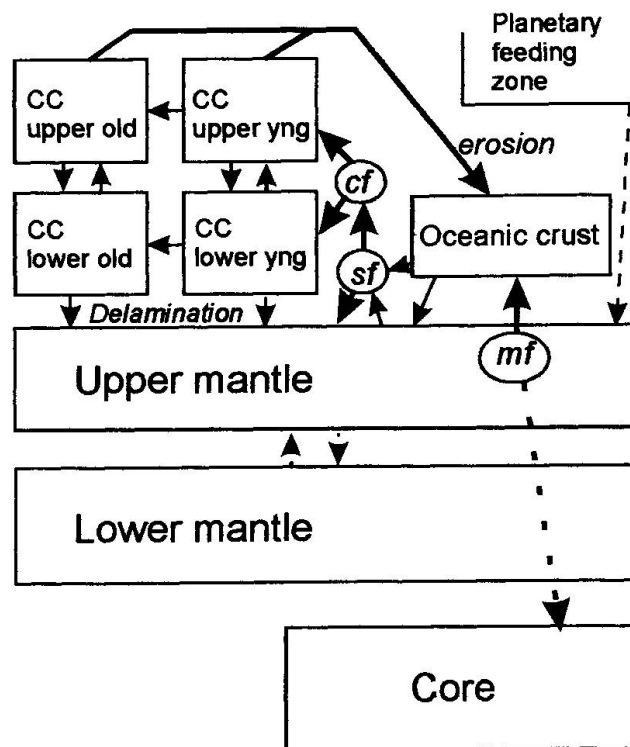 Planetary
feeding
zone
CC
upper old
CC
upper yng
erosion
cf
CC
lower old
CC
lower yng
Oceanic crust
sf
Delamination
Upper mantle
mf
Lower mantle
Core